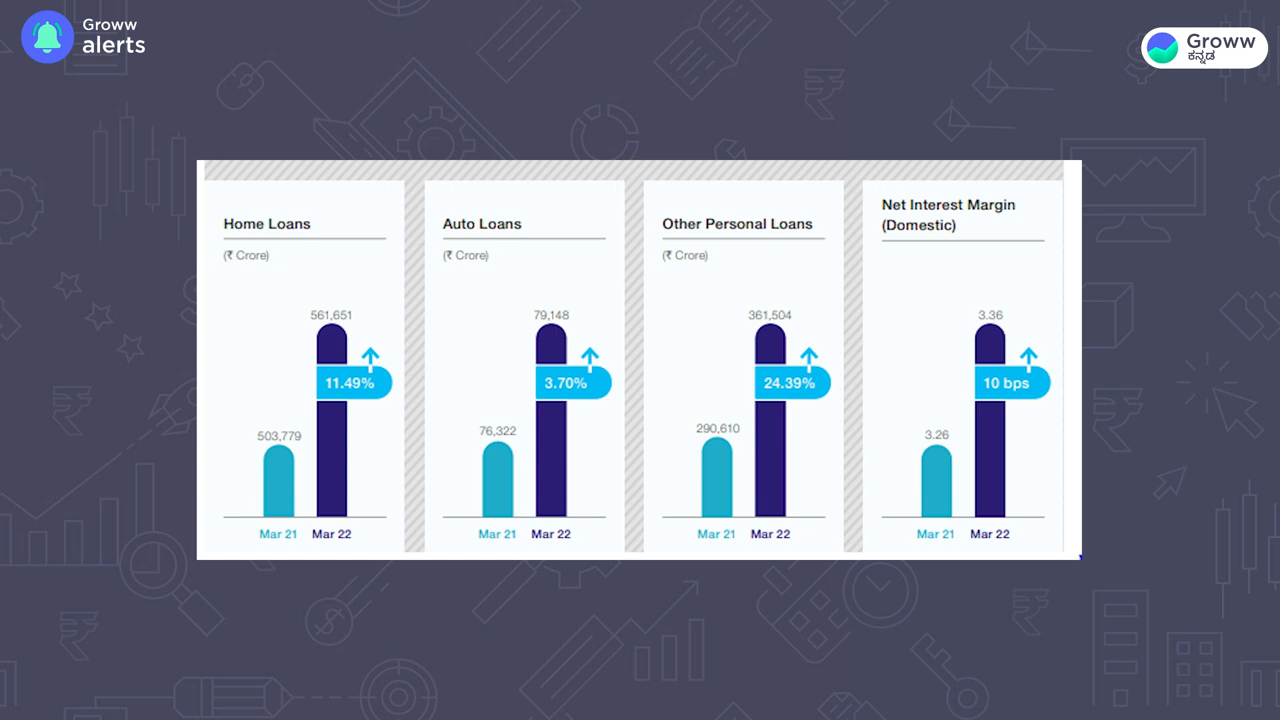 Groww
alerts
Groww
ಕನ್ನಡ
Home Loans
(₹ Crore)
561,651
11.49%
503,779
Mar 21
Mar 22
Auto Loans
(₹ Crore)
79,148
3.70%
76,322
Mar 21
Mar 22
Other Personal Loans
(₹ Crore)
361,504
24.39%
290,610
Mar 21
Mar 22
Net Interest Margin
(Domestic)
3.36
10 bps
3.26
Mar 21
Mar 22